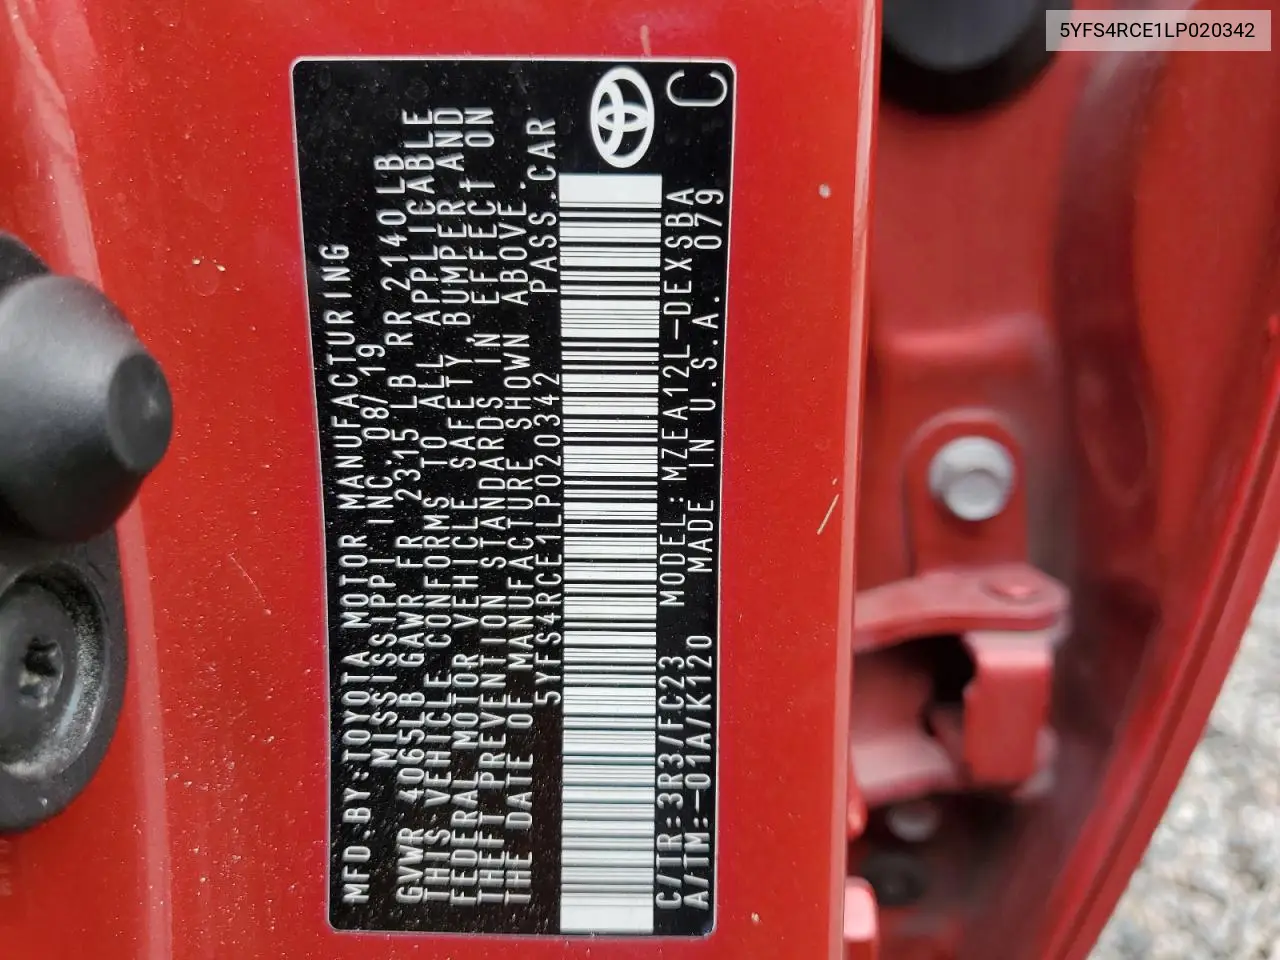 5YFS4RCE1LP020342
MFD.BY:TOYOTA MOTOR MANUFACTURING
MISSISSIPPI INC. 08/19
GVWR 4065LB GAWR FR 2315 LB RR 2140 LB
THIS VEHICLE CONFORMS TO ALL APPLICABLE
FEDERAL MOTOR VEHICLE SAFETY, BUMPER AND
THEFT PREVENTION STANDARDS IN EFFECT ON
THE DATE OF MANUFACTURE SHOWN ABOVE.
5YFS4RCE1LP020342 PASS.CAR
C/TR:3R3/FC23 MODEL:MZEA12L-DEXSBA
A/TM:-01A/K120 MADE IN U.S.A. 079
C